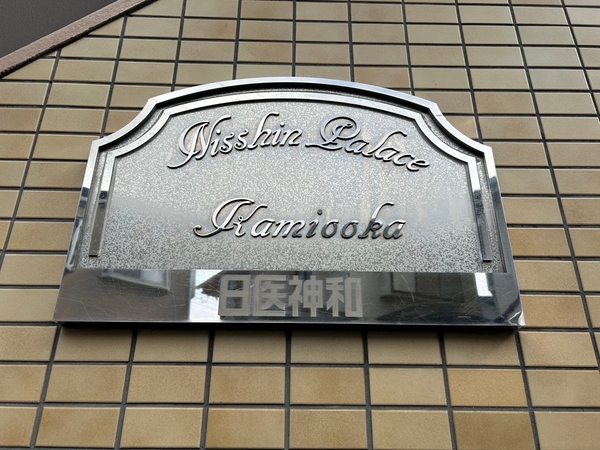 Nisshin Palace
Kamiooka
日医神和